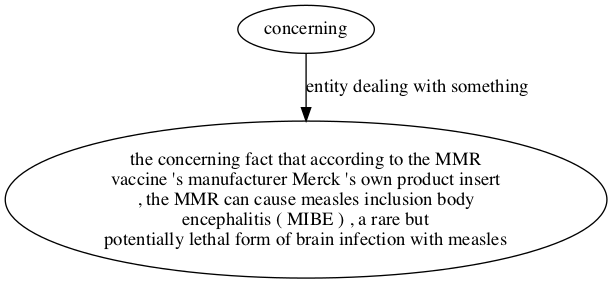 concerning
entity dealing with something
the concerning fact that according to the MMR
vaccine 's manufacturer Merck 's own product insert
, the MMR can cause measles inclusion body
encephalitis ( MIBE ) , a rare but
potentially lethal form of brain infection with measles